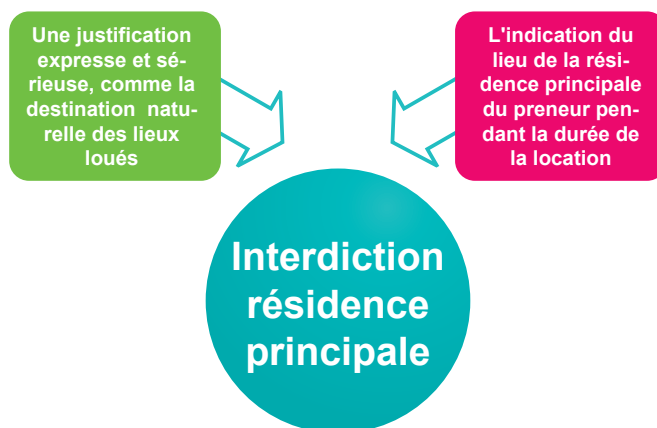 Une justification
expresse et sé-
rieuse, comme la
destination natu-
relle des lieux
loués
L'indication du
lieu de la rési-
dence principale
du preneur pen-
dant la durée de
la location
Interdiction
résidence
principale